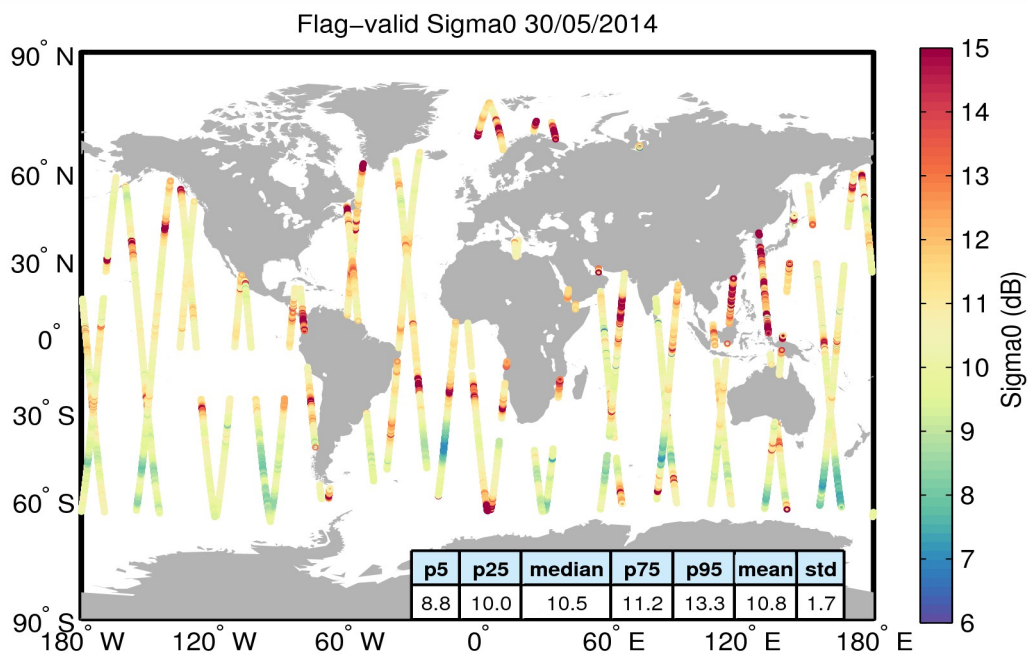 Flag−valid Sigma0 30/05/2014
90° N
60° N
30° N
0°
30° S
60° S
90° S
180° W
120° W
60° W
0°
60° E
120° E
180° E
p5 p25 median p75 p95 mean std
8.8 10.0 10.5 11.2 13.3 10.8 1.7
15
14
13
12
11
10
9
8
7
6
Sigma0 (dB)